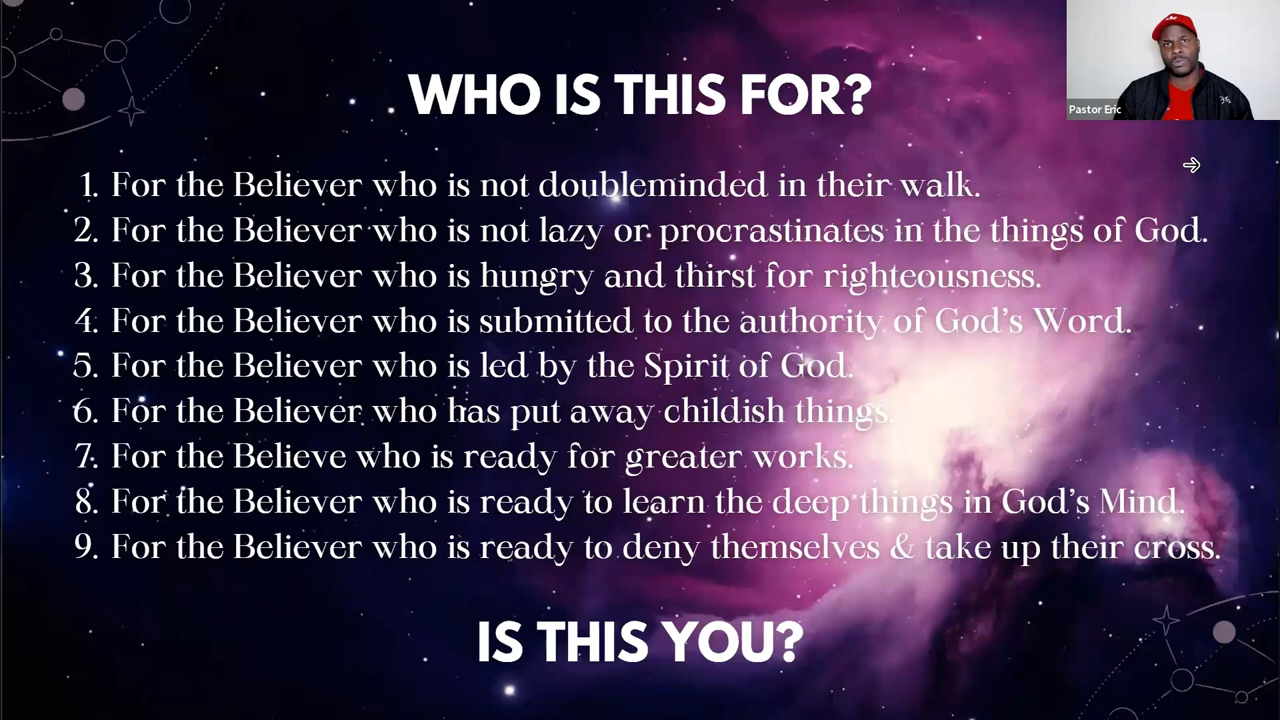 WHO IS THIS FOR?
Pastor Eric
1. For the Believer who is not doubleminded in their walk.
2. For the Believer who is not lazy or procrastinates in the things of God.
3. For the Believer who is hungry and thirst for righteousness.
4. For the Believer who is submitted to the authority of God's Word.
5. For the Believer who is led by the Spirit of God.
6. For the Believer who has put away childish things.
7. For the Believe who is ready for greater works.
8. For the Believer who is ready to learn the deep things in God's Mind.
9. For the Believer who is ready to deny themselves & take up their cross.
IS THIS YOU?